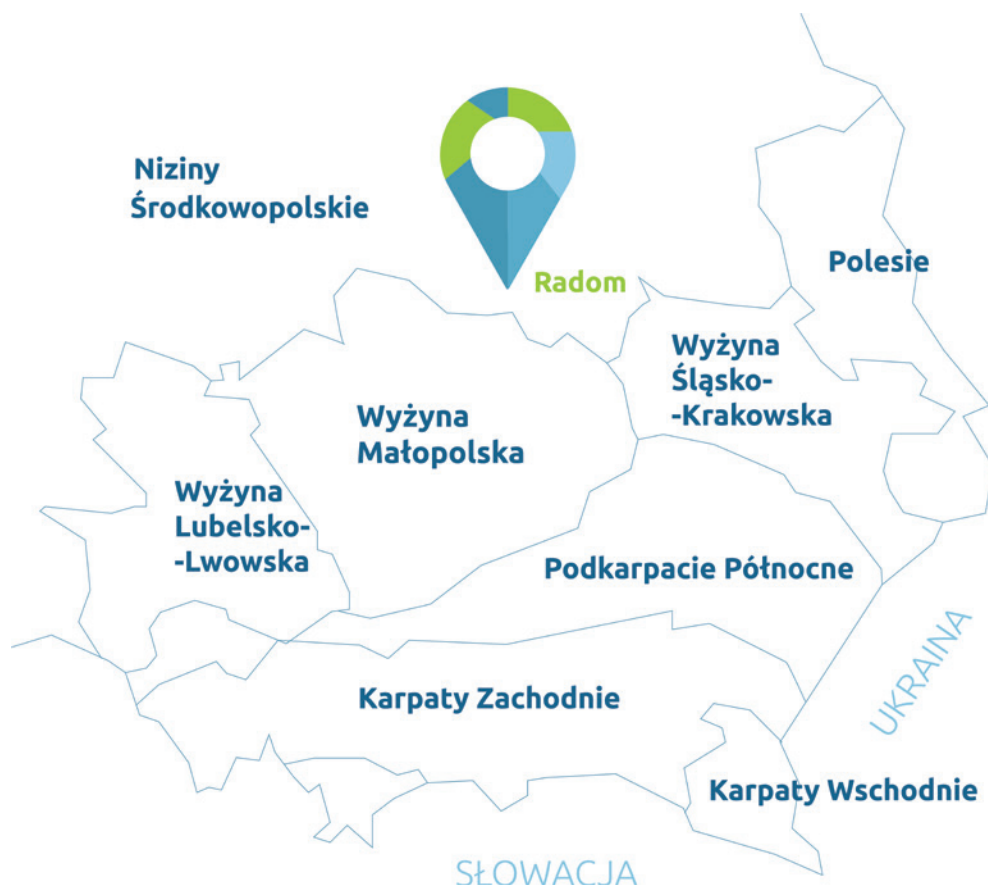 Niziny
Środkowopolskie
Radom
Polesie
Wyżyna
Śląsko-
-Krakowska
Wyżyna
Małopolska
Wyżyna
Lubelsko-
-Lwowska
Podkarpacie Północne
UKRAINA
Karpaty Zachodnie
Karpaty Wschodnie
SŁOWACJA